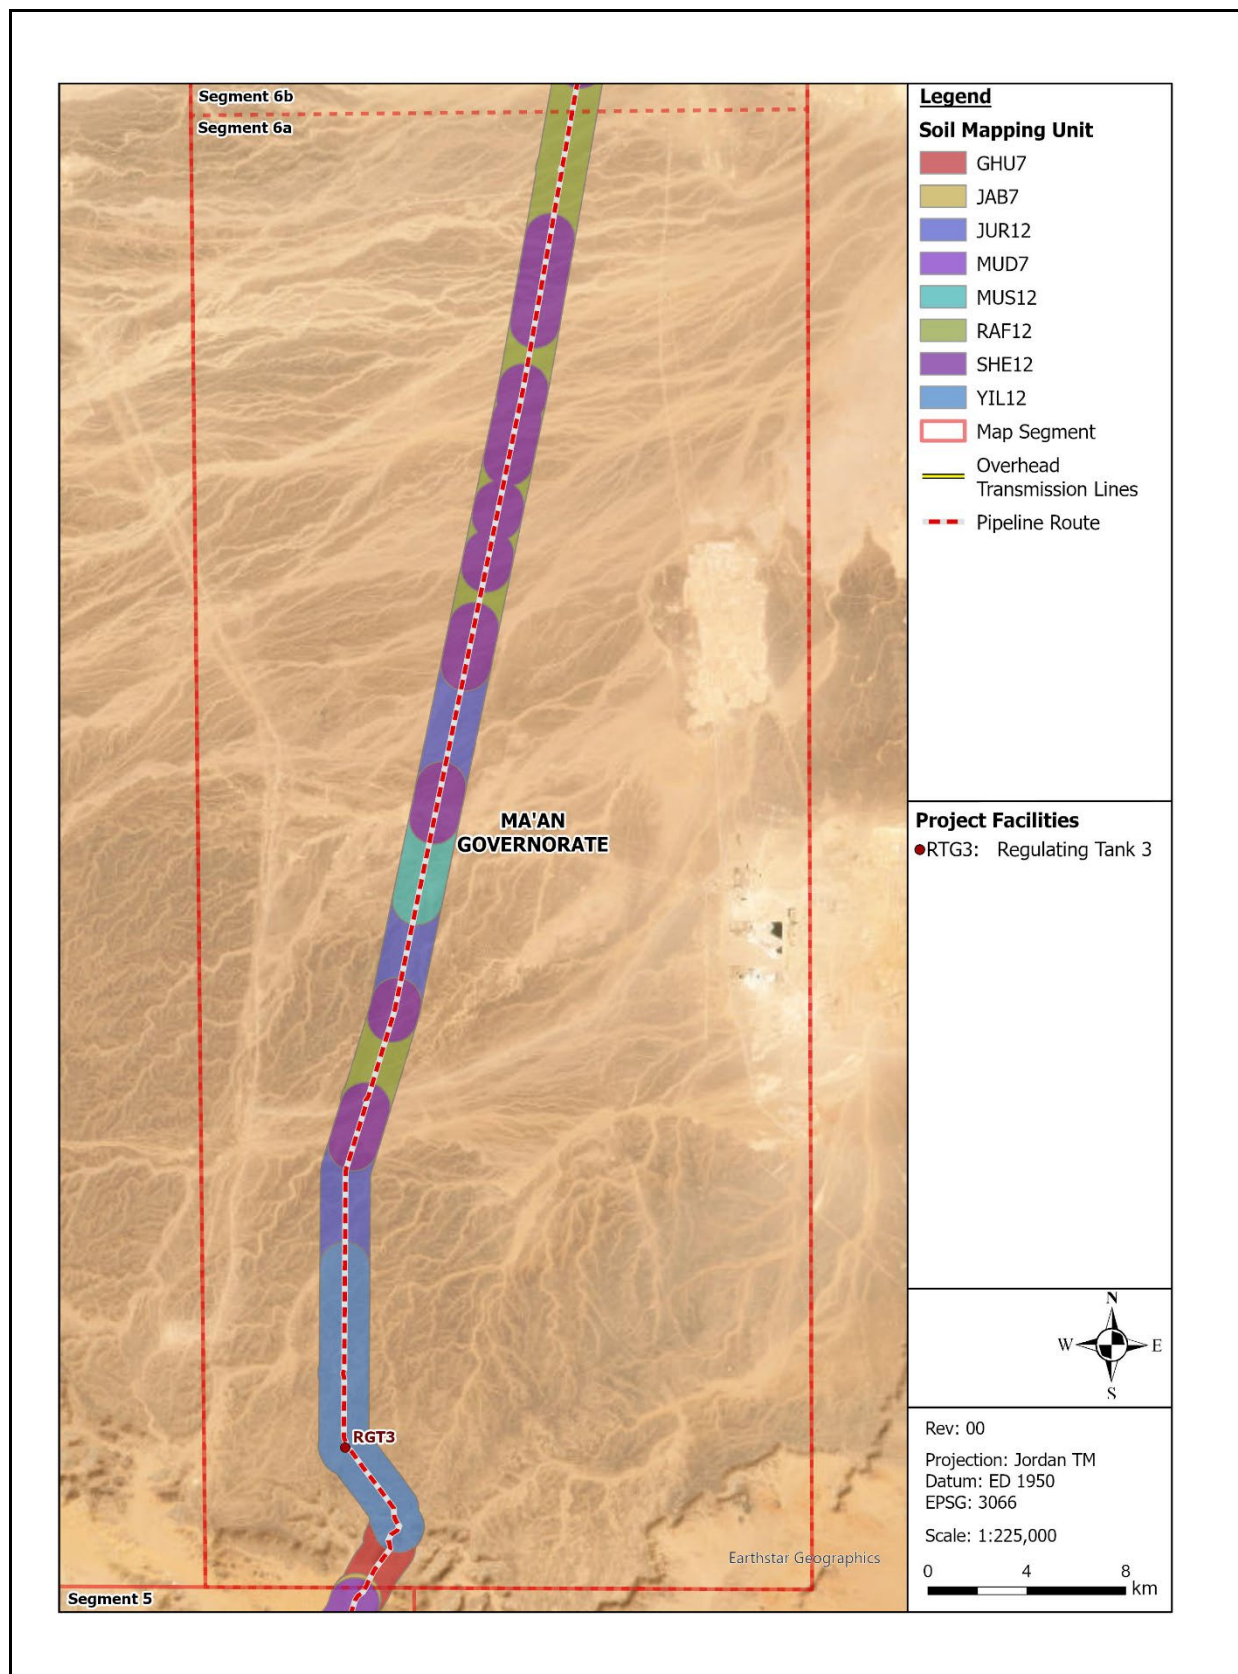 Segment 6b
Segment 6a
MA'AN
GOVERNORATE
RGT3
Earthstar Geographics
Segment 5
Legend
Soil Mapping Unit
GHU7
JAB7
JUR12
MUD7
MUS12
RAF12
SHE12
YIL12
Map Segment
Overhead
Transmission Lines
Pipeline Route
Project Facilities
RTG3: Regulating Tank 3
N
W E
S
Rev: 00
Projection: Jordan TM
Datum: ED 1950
EPSG: 3066
Scale: 1:225,000
0 4 8
km